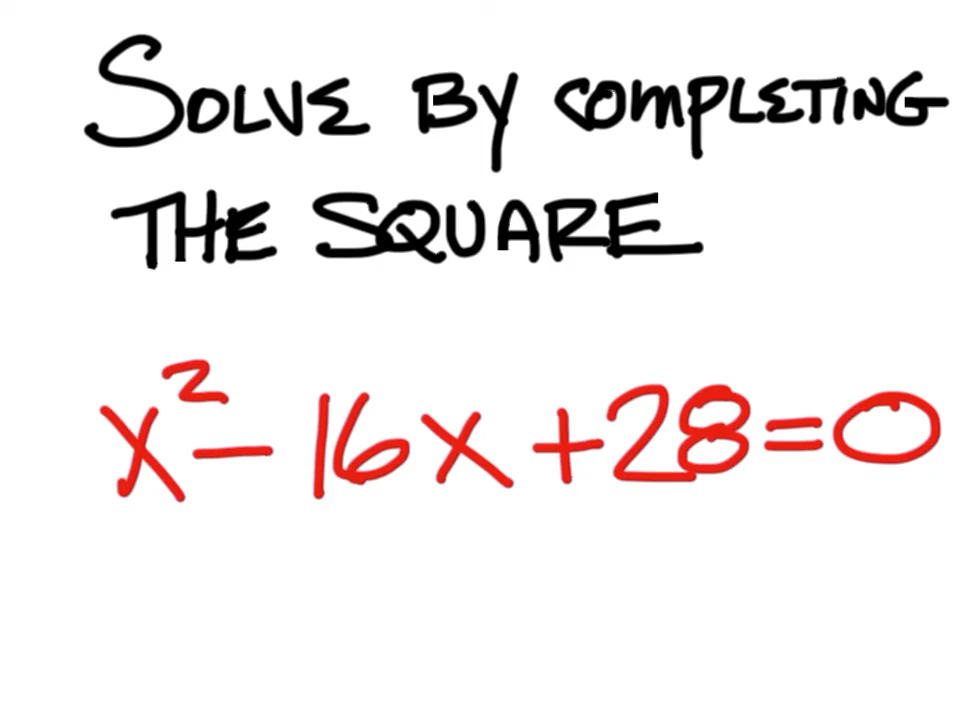 SOLVE BY COMPLETING
THE SQUARE
x² - 16x + 28 = 0